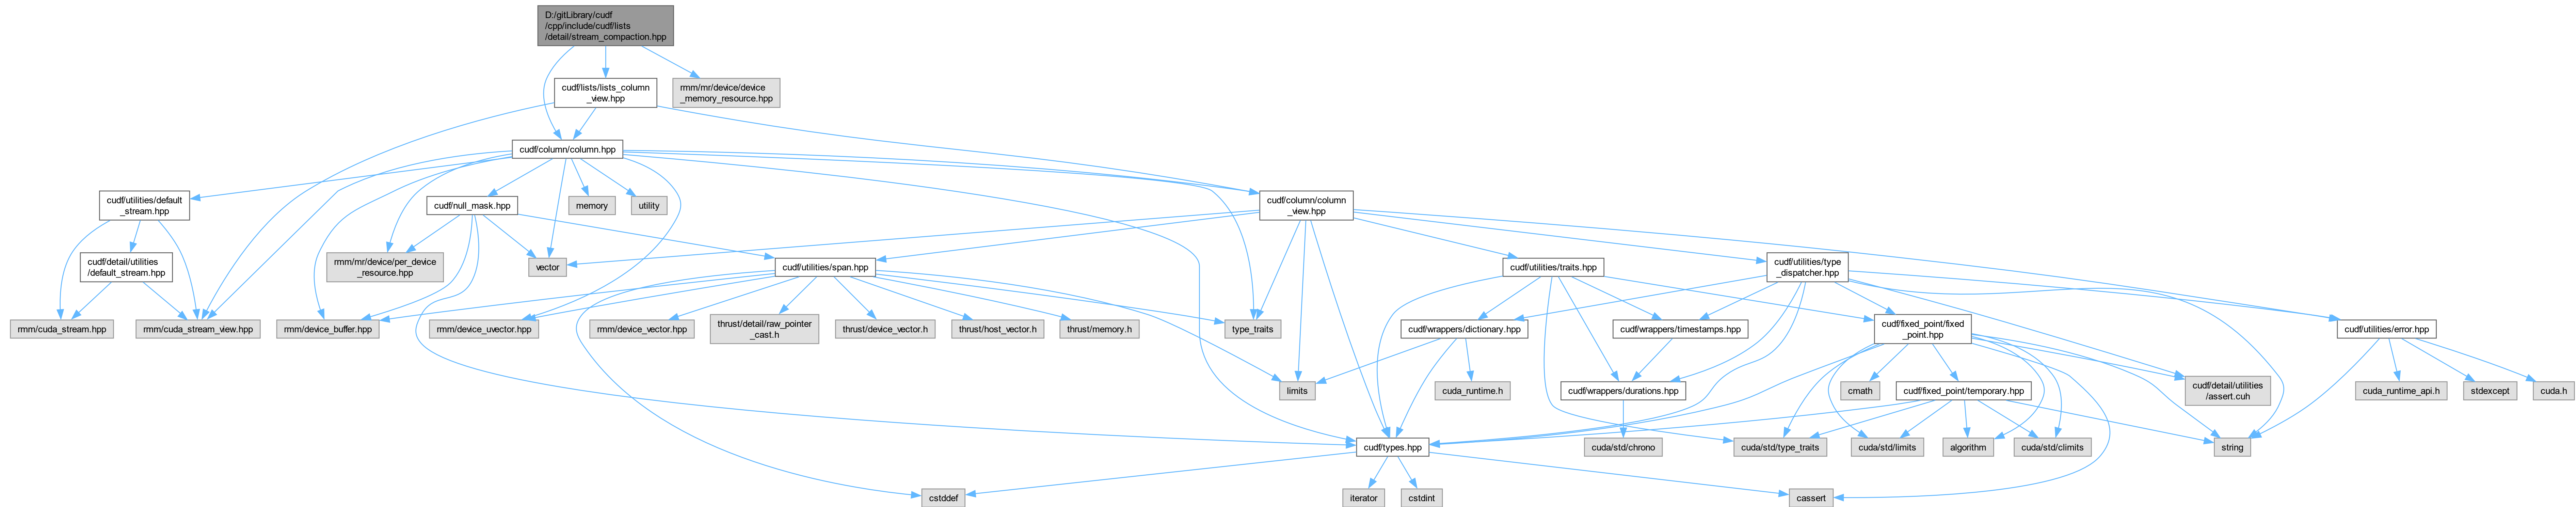 D:/gitLibrary/cudf
/cpp/include/cudf/lists
/detail/stream_compaction.hpp
cudf/lists/lists_column
_view.hpp
rmm/mr/device/device
_memory_resource.hpp
cudf/column/column.hpp
cudf/utilities/default
_stream.hpp
cudf/null_mask.hpp
memory
utility
cudf/column/column
_view.hpp
cudf/detail/utilities
/default_stream.hpp
rmm/mr/device/per_device
_resource.hpp
vector
cudf/utilities/span.hpp
cudf/utilities/traits.hpp
cudf/utilities/type
_dispatcher.hpp
rmm/cuda_stream.hpp
rmm/cuda_stream_view.hpp
rmm/device_buffer.hpp
rmm/device_uvector.hpp
rmm/device_vector.hpp
thrust/detail/raw_pointer
_cast.h
thrust/device_vector.h
thrust/host_vector.h
thrust/memory.h
type_traits
cudf/wrappers/dictionary.hpp
cudf/wrappers/timestamps.hpp
cudf/fixed_point/fixed
_point.hpp
cudf/utilities/error.hpp
limits
cuda_runtime.h
cudf/wrappers/durations.hpp
cmath
cudf/fixed_point/temporary.hpp
cudf/detail/utilities
/assert.cuh
cuda_runtime_api.h
stdexcept
cuda.h
cudf/types.hpp
cuda/std/chrono
cuda/std/type_traits
cuda/std/limits
algorithm
cuda/std/climits
string
cstddef
iterator
cstdint
cassert